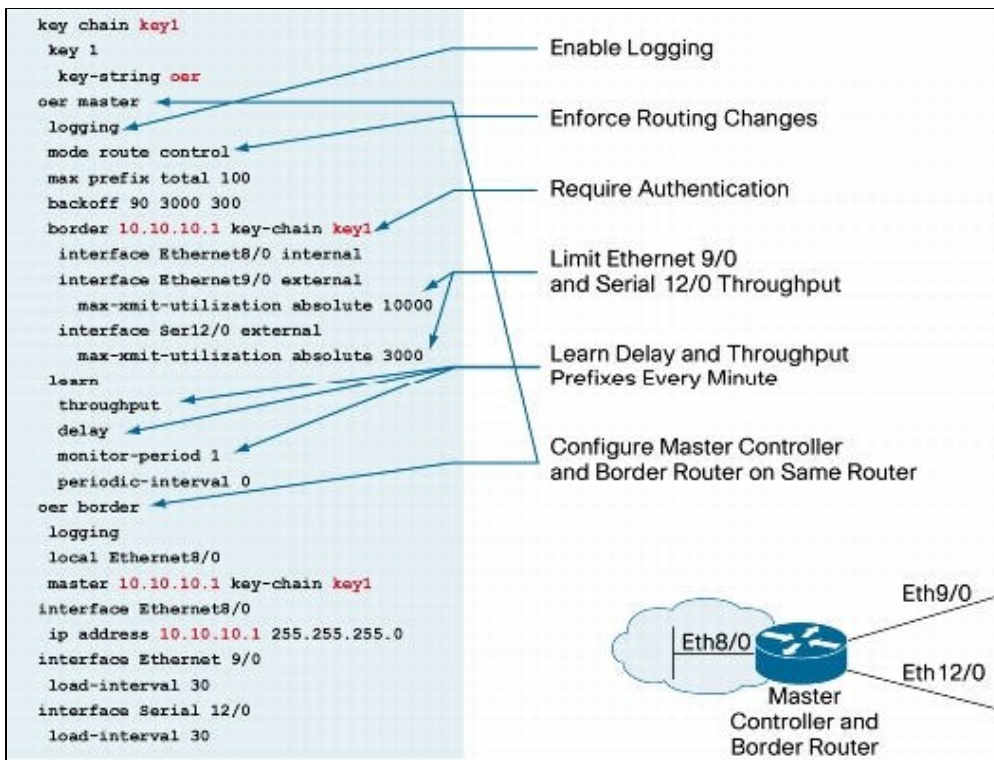 key chain key1
key 1
key-string oer
oer master
logging
mode route control
max prefix total 100
backoff 90 3000 300
border 10.10.10.1 key-chain key1
interface Ethernet8/0 internal
interface Ethernet9/0 external
max-xmit-utilization absolute 10000
interface Ser12/0 external
max-xmit-utilization absolute 3000
learn
throughput
delay
monitor-period 1
periodic-interval 0
oer border
logging
local Ethernet8/0
master 10.10.10.1 key-chain key1
interface Ethernet8/0
ip address 10.10.10.1 255.255.255.0
interface Ethernet 9/0
load-interval 30
interface Serial 12/0
load-interval 30
Enable Logging
Enforce Routing Changes
Require Authentication
Limit Ethernet 9/0
and Serial 12/0 Throughput
Learn Delay and Throughput
Prefixes Every Minute
Configure Master Controller
and Border Router on Same Router
Eth9/0
Eth8/0
Eth12/0
Master
Controller and
Border Router